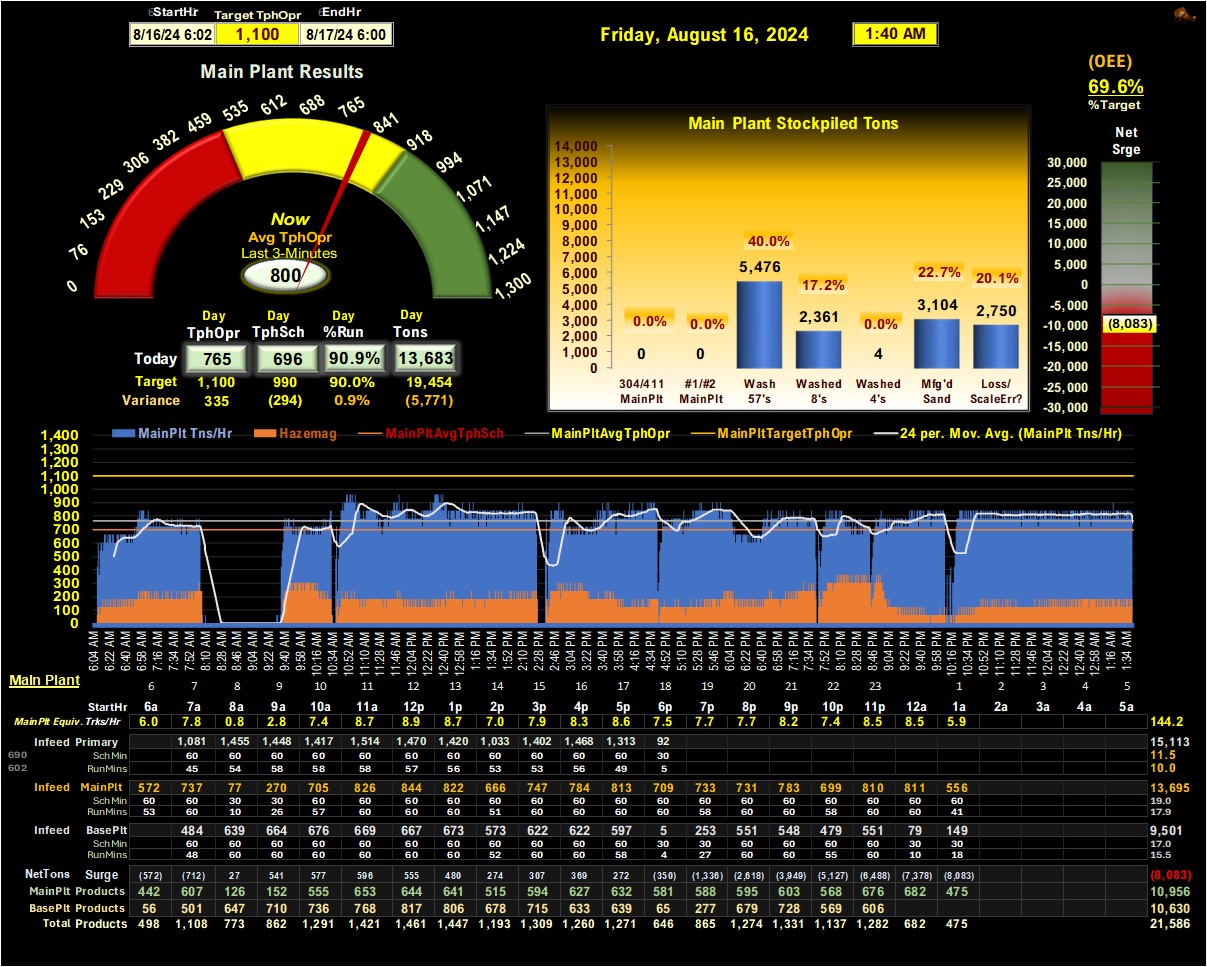 StartHr Target TphOpr EndHr
8/16/24 6:02 1,100 8/17/24 6:00
Friday, August 16, 2024 1:40 AM
(OEE)
69.6%
%Target
Main Plant Results
0 76 153 229 306 382 459 535 612 688 765 841 918 994 1,071 1,147 1,224 1,300
Now
Avg TphOpr
Last 3-Minutes
800
Day Day Day Day
TphOpr TphSch %Run Tons
Today 765 696 90.9% 13,683
Target 1,100 990 90.0% 19,454
Variance 335 (294) 0.9% (5,771)
Main Plant Stockpiled Tons
14,000
13,000
12,000
11,000
10,000
9,000
8,000
7,000
6,000
5,000
4,000
3,000
2,000
1,000
0
0.0% 0.0% 40.0% 17.2% 0.0% 22.7% 20.1%
0 0 5,476 2,361 4 3,104 2,750
304/411 #1/#2 Wash Washed Washed Mfg'd Loss/
MainPlt MainPlt 57's 8's 4's Sand ScaleErr?
Net
Srge
30,000
25,000
20,000
15,000
10,000
5,000
0
-5,000
-10,000
-15,000
-20,000
-25,000
-30,000
(8,083)
MainPlt Tns/Hr Hazemag MainPltAvgTphSch MainPltAvgTphOpr MainPltTargetTphOpr 24 per. Mov. Avg. (MainPlt Tns/Hr)
1,400
1,300
1,200
1,100
1,000
900
800
700
600
500
400
300
200
100
0
6:04 AM 6:22 AM 6:40 AM 6:58 AM 7:16 AM 7:34 AM 7:52 AM 8:10 AM 8:28 AM 8:46 AM 9:04 AM 9:22 AM 9:40 AM 9:58 AM 10:16 AM 10:34 AM 10:52 AM 11:10 AM 11:28 AM 11:46 AM 12:04 PM 12:22 PM 12:40 PM 12:58 PM 1:16 PM 1:34 PM 1:52 PM 2:10 PM 2:28 PM 2:46 PM 3:04 PM 3:22 PM 3:40 PM 3:58 PM 4:16 PM 4:34 PM 4:52 PM 5:10 PM 5:28 PM 5:46 PM 6:04 PM 6:22 PM 6:40 PM 6:58 PM 7:16 PM 7:34 PM 7:52 PM 8:10 PM 8:28 PM 8:46 PM 9:04 PM 9:22 PM 9:40 PM 9:58 PM 10:16 PM 10:34 PM 10:52 PM 11:10 PM 11:28 PM 11:46 PM 12:04 AM 12:22 AM 12:40 AM 12:58 AM 1:16 AM 1:34 AM
Main Plant 6 7 8 9 10 11 12 13 14 15 16 17 18 19 20 21 22 23 1 2 3 4 5
StartHr 6a 7a 8a 9a 10a 11a 12p 1p 2p 3p 4p 5p 6p 7p 8p 9p 10p 11p 12a 1a 2a 3a 4a 5a
MainPlt Equiv. Trks/Hr 6.0 7.8 0.8 2.8 7.4 8.7 8.9 8.7 7.0 7.9 8.3 8.6 7.5 7.7 7.7 8.2 7.4 8.5 8.5 5.9 144.2
Infeed Primary 1,081 1,455 1,448 1,417 1,514 1,470 1,420 1,033 1,402 1,468 1,313 92 15,113
690 SchMin 60 60 60 60 60 60 60 60 60 60 60 30 11.5
602 RunMins 45 54 58 58 58 57 56 53 53 56 49 5 10.0
Infeed MainPlt 572 737 77 270 705 826 844 822 666 747 784 813 709 733 731 783 699 810 811 556 13,695
SchMin 60 60 30 30 60 60 60 60 60 60 60 60 60 60 60 60 60 60 60 60 19.0
RunMins 53 60 10 26 57 60 60 60 51 60 60 60 60 58 60 60 58 60 60 41 17.9
Infeed BasePlt 484 639 664 676 669 667 673 573 622 622 597 5 253 551 548 479 551 79 149 9,501
SchMin 60 60 60 60 60 60 60 60 60 60 60 30 30 60 60 60 60 30 30 17.0
RunMins 48 60 60 60 60 60 60 52 60 60 58 4 27 60 60 55 60 10 18 15.5
NetTons Surge (572) (712) 27 541 577 596 555 480 274 307 369 272 (350) (1,336) (2,618) (3,949) (5,127) (6,488) (7,378) (8,083) (8,083)
MainPlt Products 442 607 126 152 555 653 644 641 515 594 627 632 581 588 595 603 568 676 682 475 10,956
BasePlt Products 56 501 647 710 736 768 817 806 678 715 633 639 65 277 679 728 569 606 10,630
Total Products 498 1,108 773 862 1,291 1,421 1,461 1,447 1,193 1,309 1,260 1,271 646 865 1,274 1,331 1,137 1,282 682 475 21,586